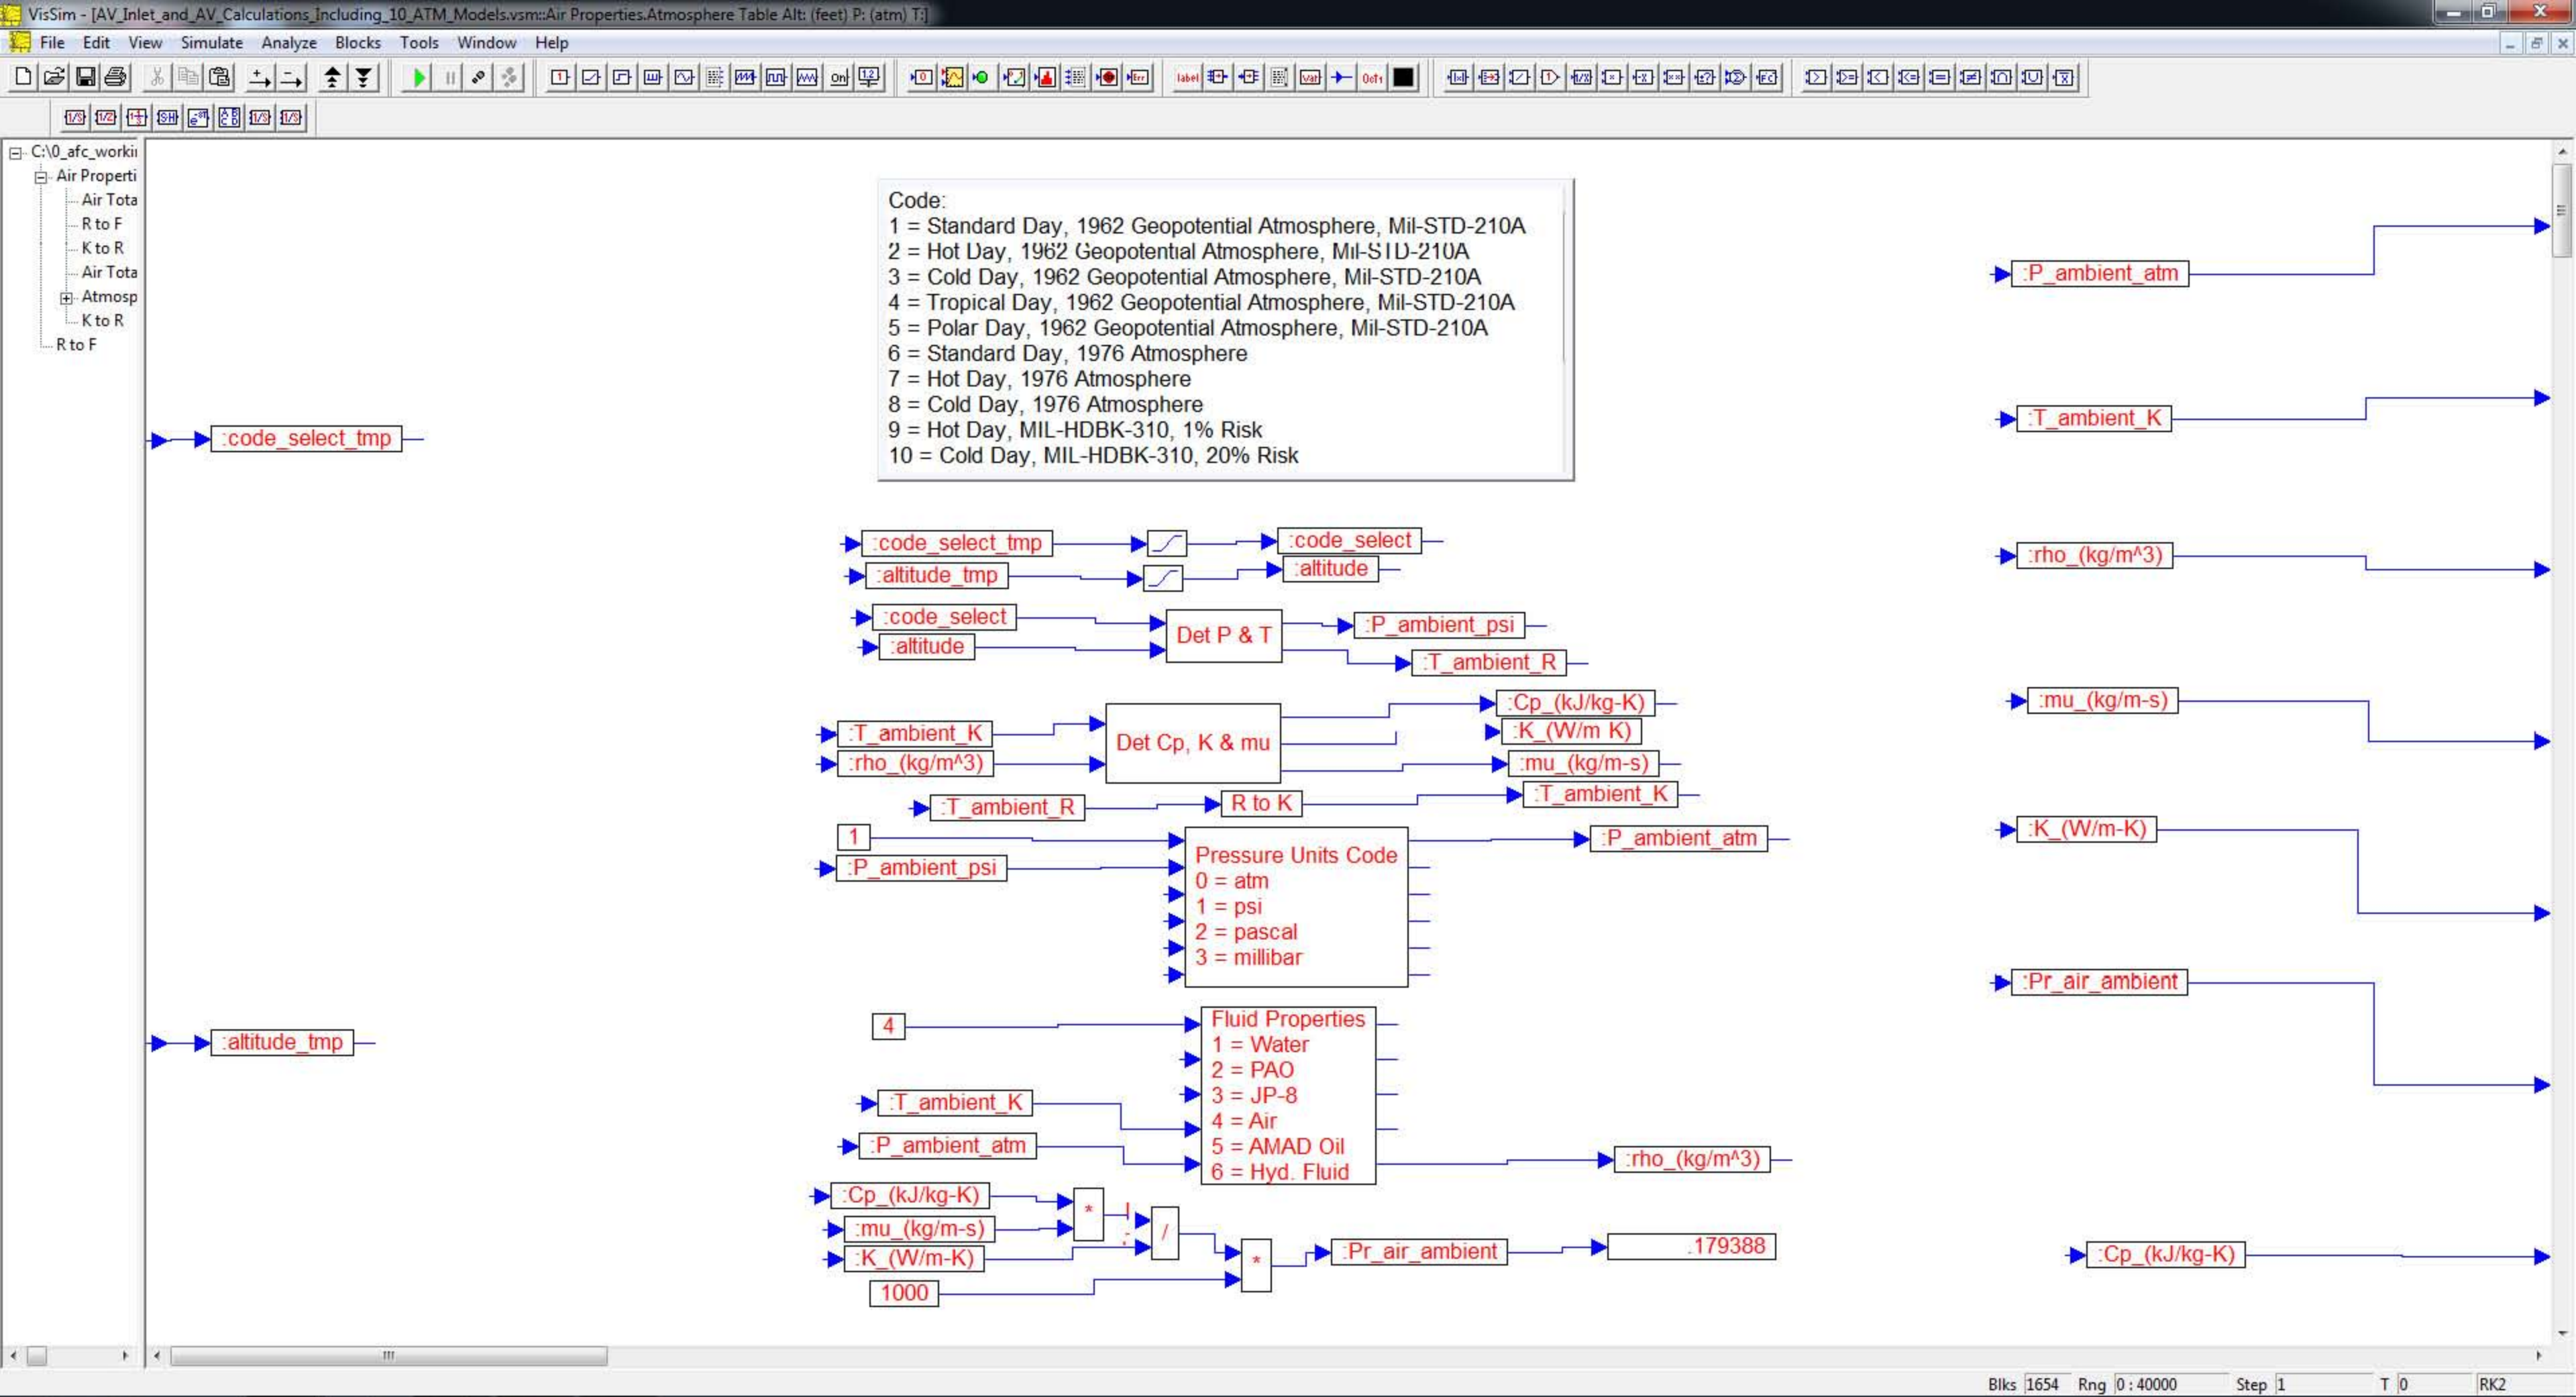 VisSim - [AV_Inlet_and_AV_Calculations_Including_10_ATM_Models.vsm::Air Properties.Atmosphere Table Alt: (feet) P: (atm) T:]
File Edit View Simulate Analyze Blocks Tools Window Help
C:\0_afc_workii
Air Properti
Air Tota
R to F
K to R
Air Tota
Atmosp
K to R
R to F
Code:
1 = Standard Day, 1962 Geopotential Atmosphere, Mil-STD-210A
2 = Hot Day, 1962 Geopotential Atmosphere, Mil-STD-210A
3 = Cold Day, 1962 Geopotential Atmosphere, Mil-STD-210A
4 = Tropical Day, 1962 Geopotential Atmosphere, Mil-STD-210A
5 = Polar Day, 1962 Geopotential Atmosphere, Mil-STD-210A
6 = Standard Day, 1976 Atmosphere
7 = Hot Day, 1976 Atmosphere
8 = Cold Day, 1976 Atmosphere
9 = Hot Day, MIL-HDBK-310, 1% Risk
10 = Cold Day, MIL-HDBK-310, 20% Risk
:code_select_tmp
:altitude_tmp
:code_select_tmp
:code_select
:altitude_tmp
:altitude
:code_select
:altitude
Det P & T
:P_ambient_psi
:T_ambient_R
:T_ambient_K
:rho_(kg/m^3)
Det Cp, K & mu
:Cp_(kJ/kg-K)
:K_(W/m K)
:mu_(kg/m-s)
:T_ambient_R
R to K
:T_ambient_K
1
:P_ambient_psi
Pressure Units Code
0 = atm
1 = psi
2 = pascal
3 = millibar
:P_ambient_atm
4
:T_ambient_K
:P_ambient_atm
Fluid Properties
1 = Water
2 = PAO
3 = JP-8
4 = Air
5 = AMAD Oil
6 = Hyd. Fluid
:rho_(kg/m^3)
:Cp_(kJ/kg-K)
:mu_(kg/m-s)
:K_(W/m-K)
1000
*
/
*
:Pr_air_ambient
.179388
:P_ambient_atm
:T_ambient_K
:rho_(kg/m^3)
:mu_(kg/m-s)
:K_(W/m-K)
:Pr_air_ambient
:Cp_(kJ/kg-K)
Blks 1654 Rng 0 : 40000 Step 1 T 0 RK2